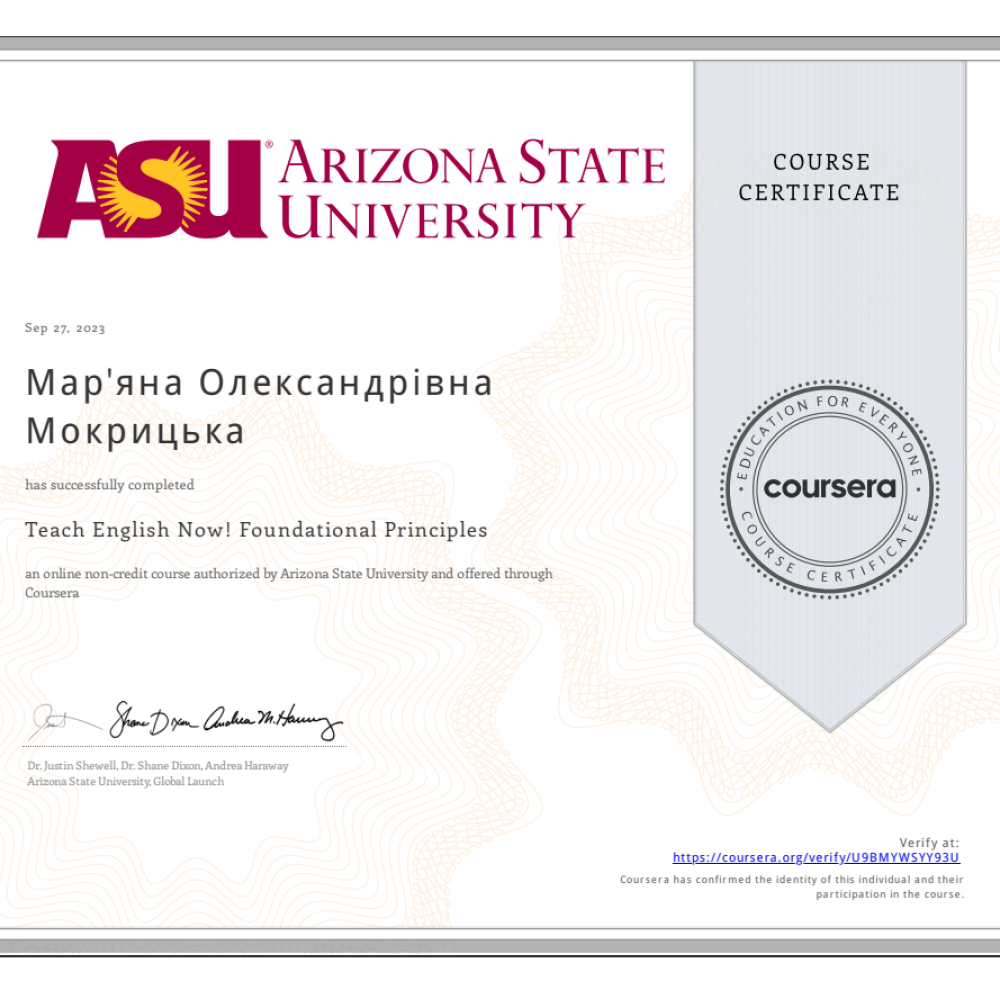 ASU® ARIZONA STATE
UNIVERSITY
COURSE
CERTIFICATE
Sep 27, 2023
Мар'яна Олександрівна
Мокрицька
has successfully completed
Teach English Now! Foundational Principles
an online non-credit course authorized by Arizona State University and offered through
Coursera
EDUCATION FOR EVERYONE
coursera
COURSE CERTIFICATE
Shane Dixon Andrea M. Haraway
Dr. Justin Shewell, Dr. Shane Dixon, Andrea Haraway
Arizona State University, Global Launch
Verify at:
https://coursera.org/verify/U9BMYWSYY93U
Coursera has confirmed the identity of this individual and their
participation in the course.